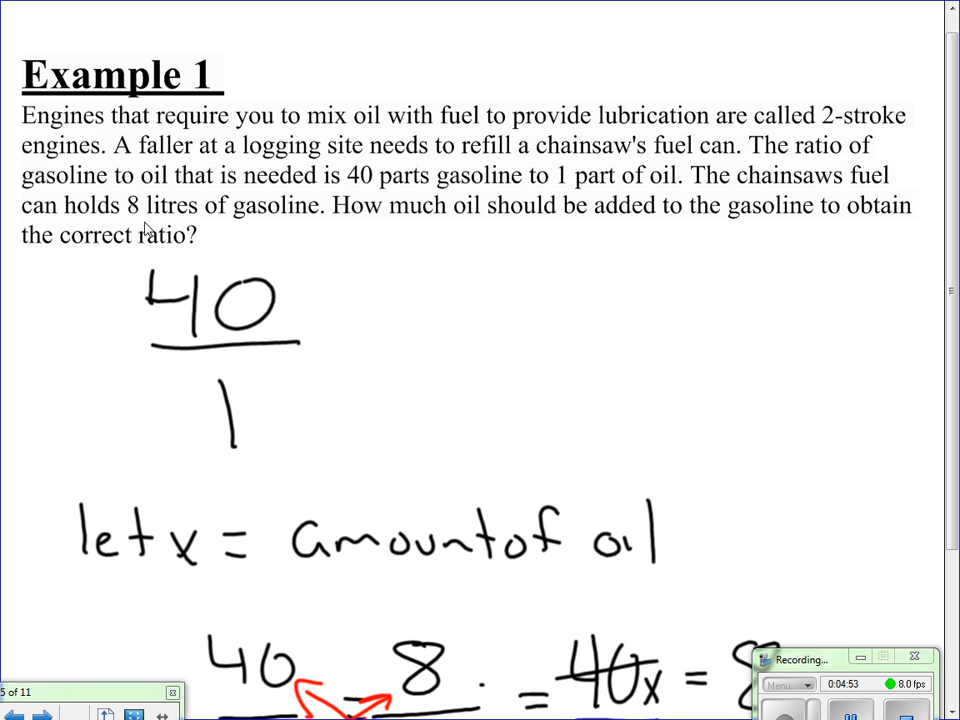 Example 1
Engines that require you to mix oil with fuel to provide lubrication are called 2-stroke
engines. A faller at a logging site needs to refill a chainsaw's fuel can. The ratio of
gasoline to oil that is needed is 40 parts gasoline to 1 part of oil. The chainsaws fuel
can holds 8 litres of gasoline. How much oil should be added to the gasoline to obtain
the correct ratio?
40
1
let x = amount of oil
40 = 8 . = 40x = 8
Recording...
Menu 0:04:53 8.0 fps
5 of 11